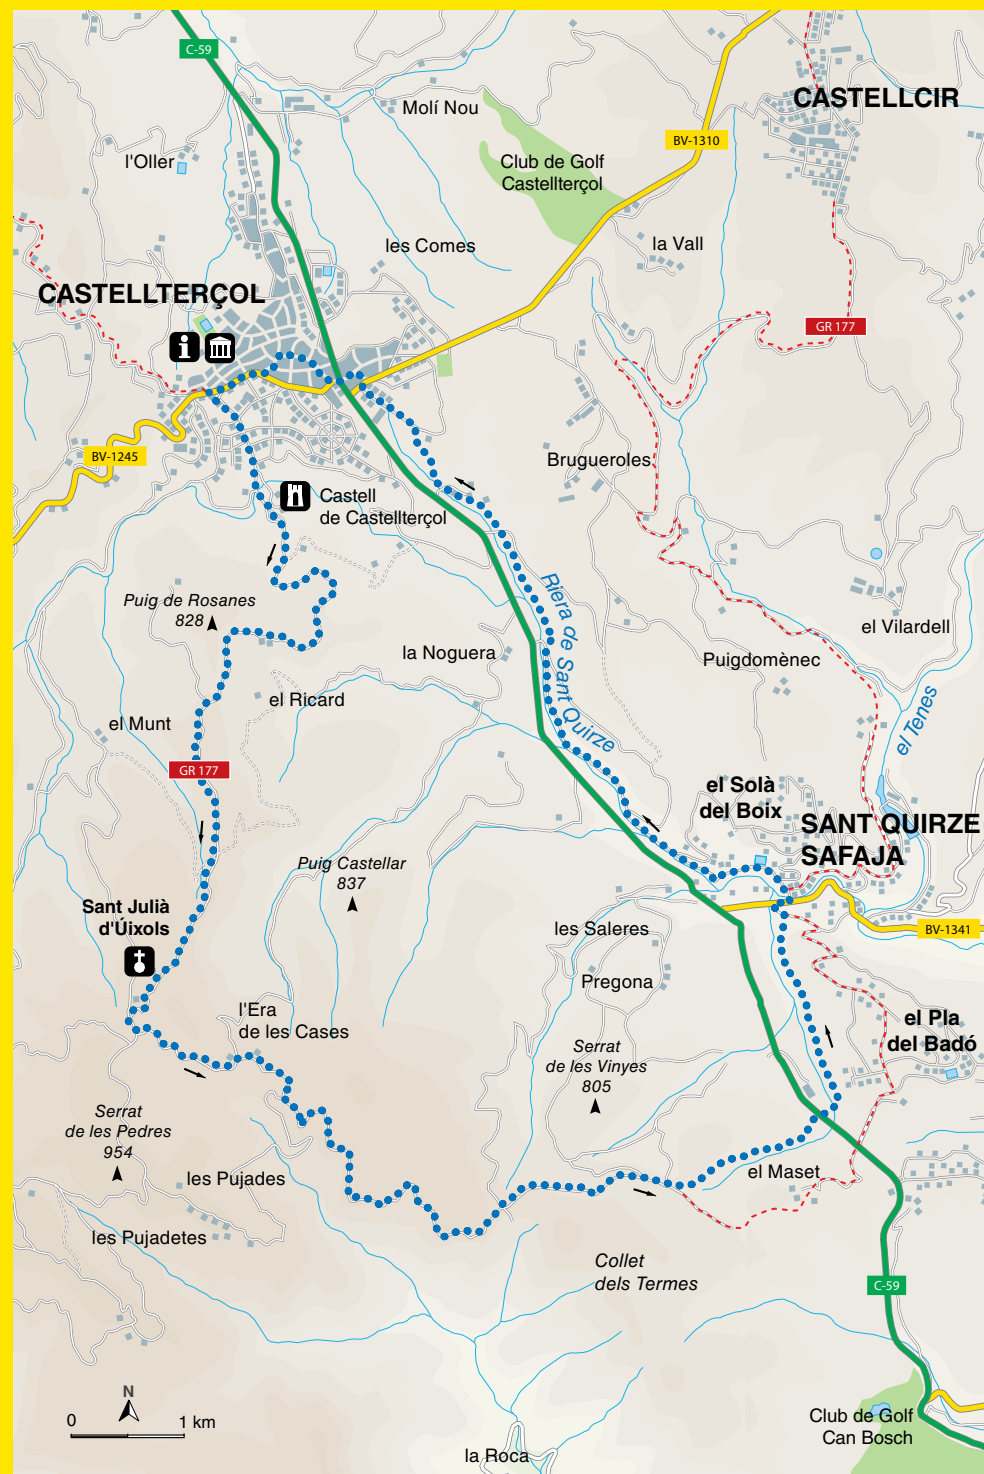 C-59
Molí Nou
CASTELLCIR
BV-1310
l'Oller
Club de Golf
Castellterçol
la Vall
les Comes
CASTELLTERÇOL
GR 177
i
BV-1245
Brugueroles
Castell
de Castellterçol
Riera de Sant Quirze
Puig de Rosanes
828
el Vilardell
la Noguera
Puigdomènec
el Ricard
el Tenes
el Munt
GR 177
el Solà
del Boix
SANT QUIRZE
SAFAJA
Puig Castellar
837
Sant Julià
d'Úixols
les Saleres
BV-1341
Pregona
l'Era
de les Cases
el Pla
del Badó
Serrat
de les Vinyes
805
Serrat
de les Pedres
954
les Pujades
el Maset
les Pujadetes
Collet
dels Termes
C-59
N
0 1 km
Club de Golf
Can Bosch
la Roca